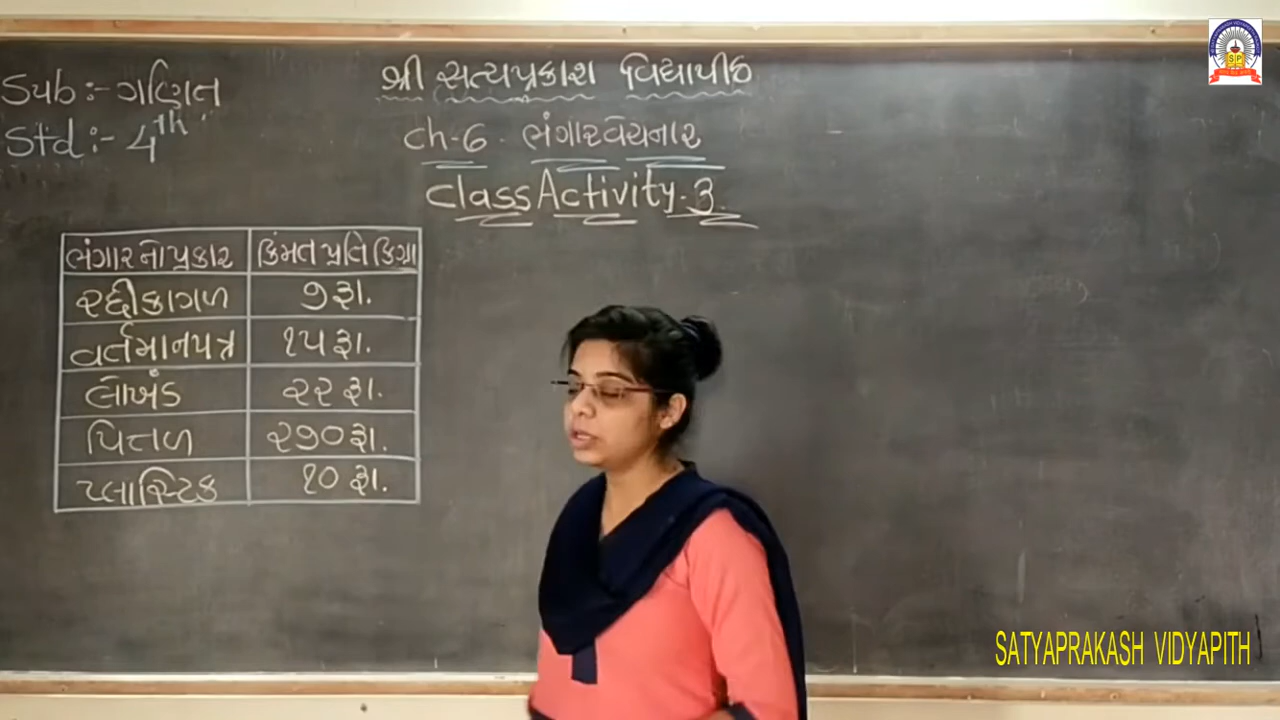 Sub:- ગણિત
Std:- 4th
શ્રી સત્યપ્રકાશ વિદ્યાપીઠ
ch-6. ભંગારવેચનાર
Class Activity-3.
ભંગારનો પ્રકાર કિંમત પ્રતિ કિગ્રા
રદ્દીકાગળ ૭ રૂા.
વર્તમાનપત્ર ૧૫ રૂા.
લોખંડ ૨૨ રૂા.
પિતળ ૨૭૦ રૂા.
પ્લાસ્ટિક ૧૦ રૂા.
SATYAPRAKASH VIDYAPITH